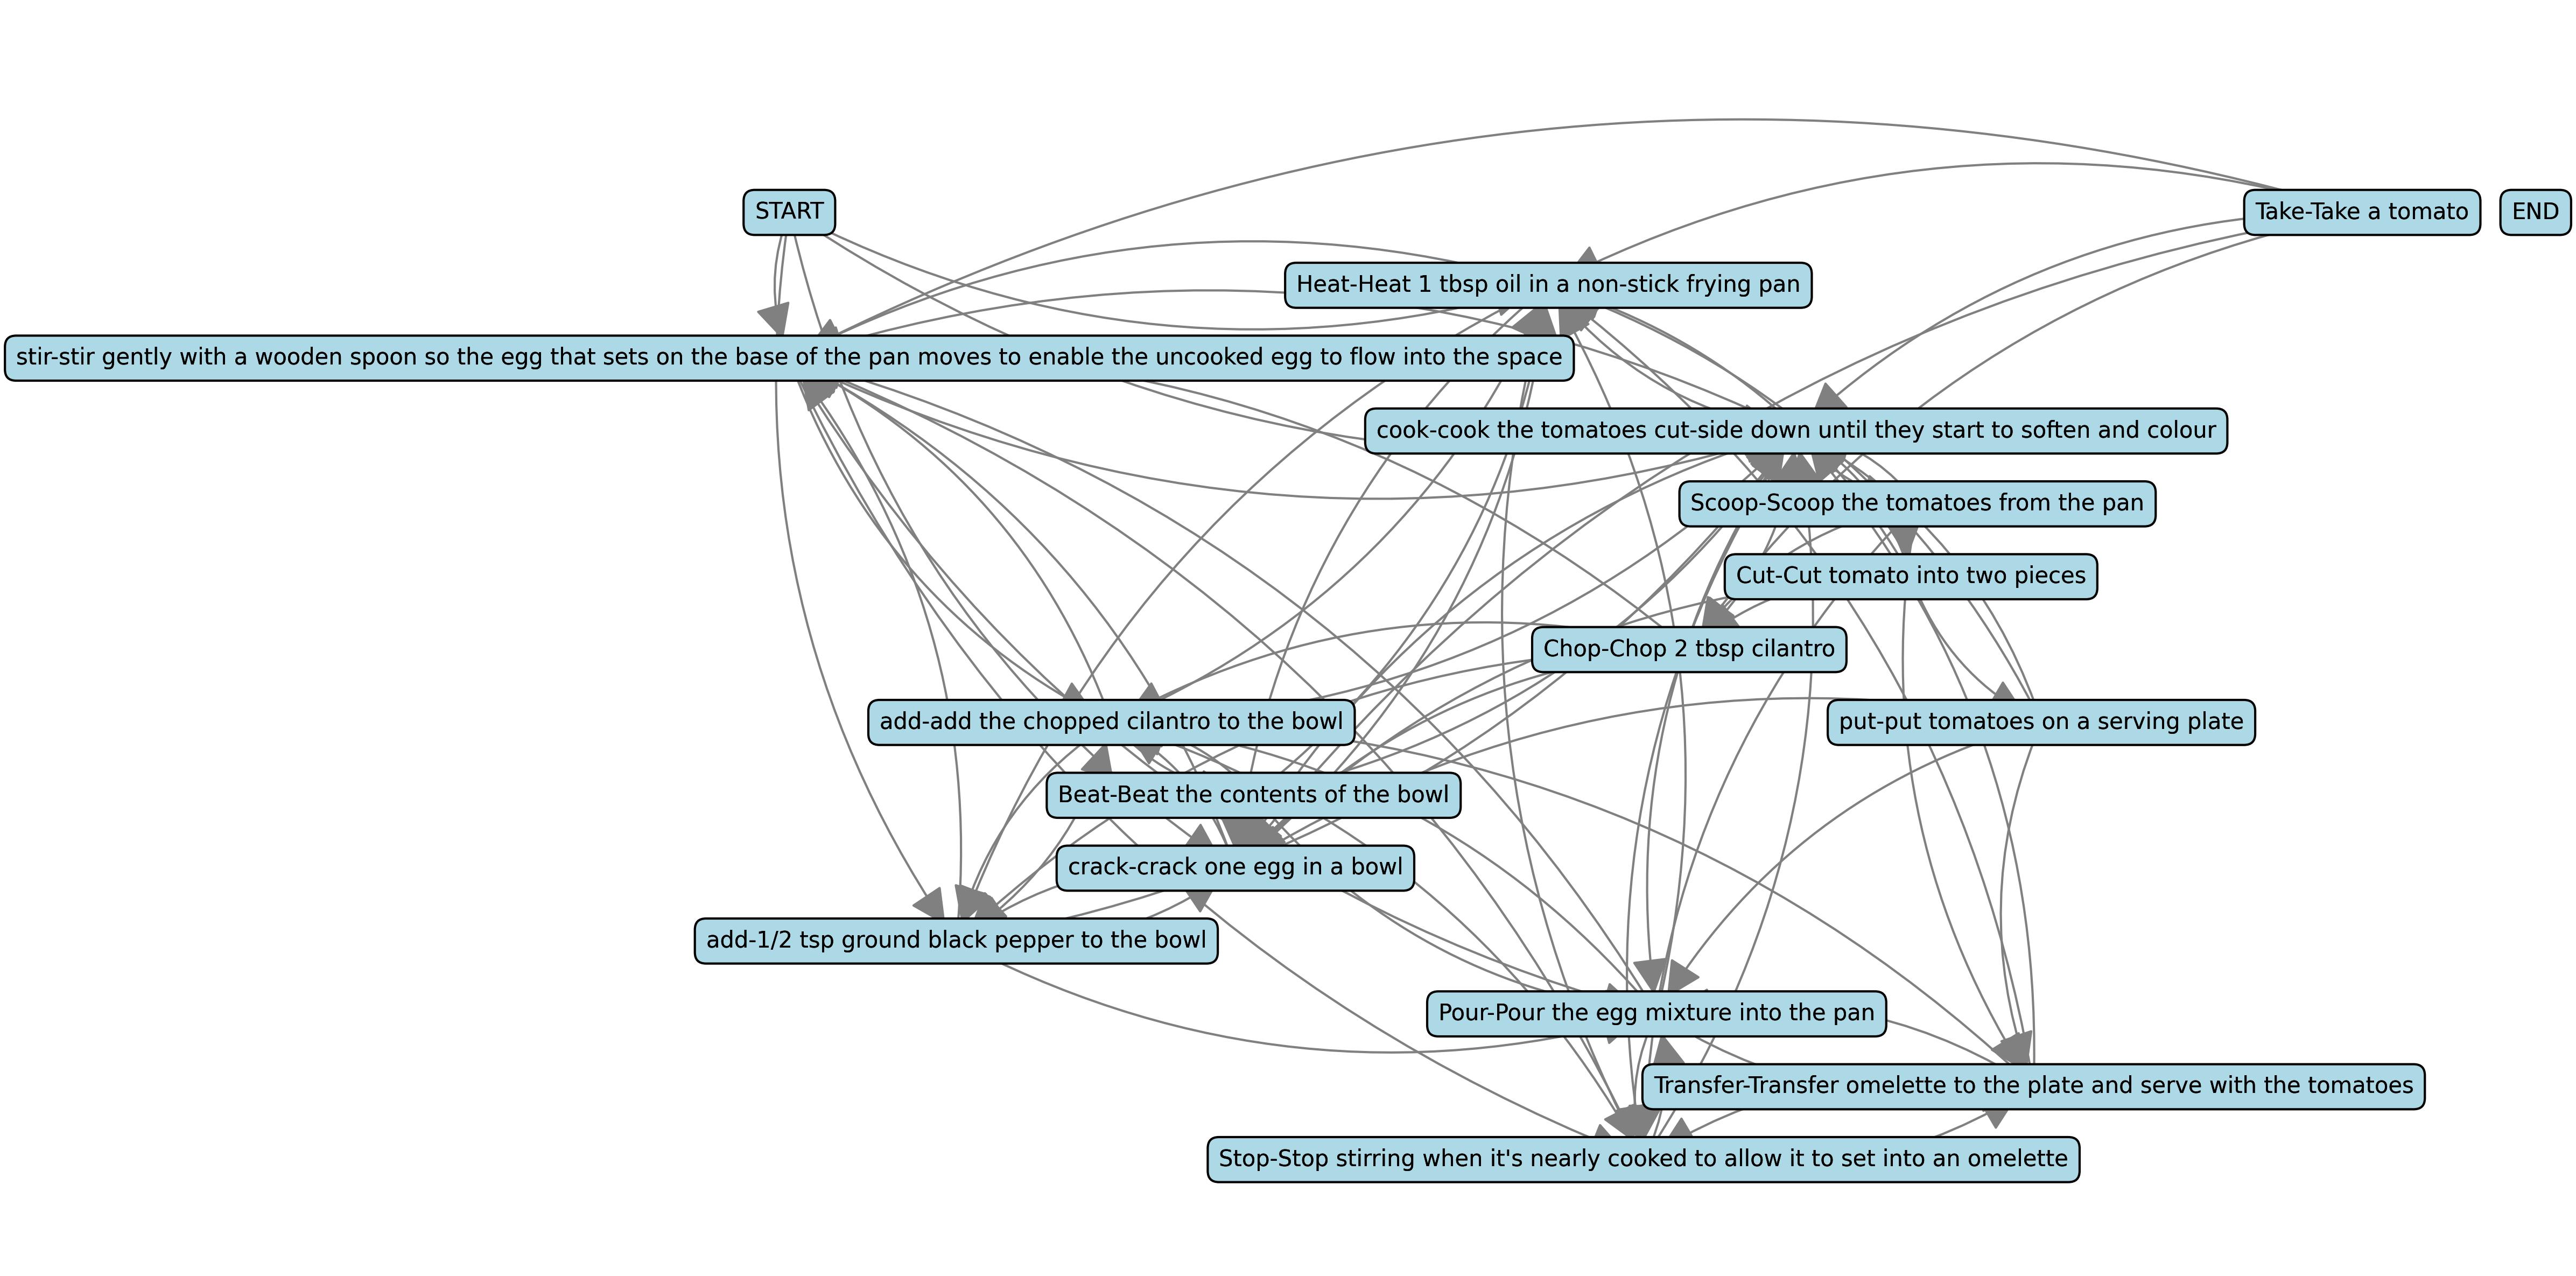 START
Take-Take a tomato
END
Heat-Heat 1 tbsp oil in a non-stick frying pan
stir-stir gently with a wooden spoon so the egg that sets on the base of the pan moves to enable the uncooked egg to flow into the space
cook-cook the tomatoes cut-side down until they start to soften and colour
Scoop-Scoop the tomatoes from the pan
Cut-Cut tomato into two pieces
Chop-Chop 2 tbsp cilantro
add-add the chopped cilantro to the bowl
put-put tomatoes on a serving plate
Beat-Beat the contents of the bowl
crack-crack one egg in a bowl
add-1/2 tsp ground black pepper to the bowl
Pour-Pour the egg mixture into the pan
Transfer-Transfer omelette to the plate and serve with the tomatoes
Stop-Stop stirring when it's nearly cooked to allow it to set into an omelette